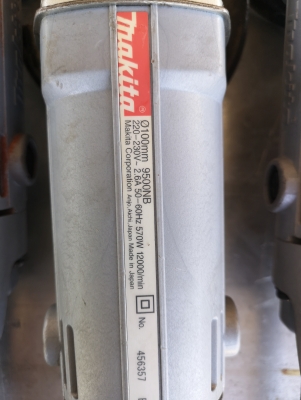 makita®
Ø100mm 9500NB
220-230V~ 2.6A 50-60Hz 570W 12000/min
Makita Corporation Anjo, Aichi Japan Made in Japan
No.
456357